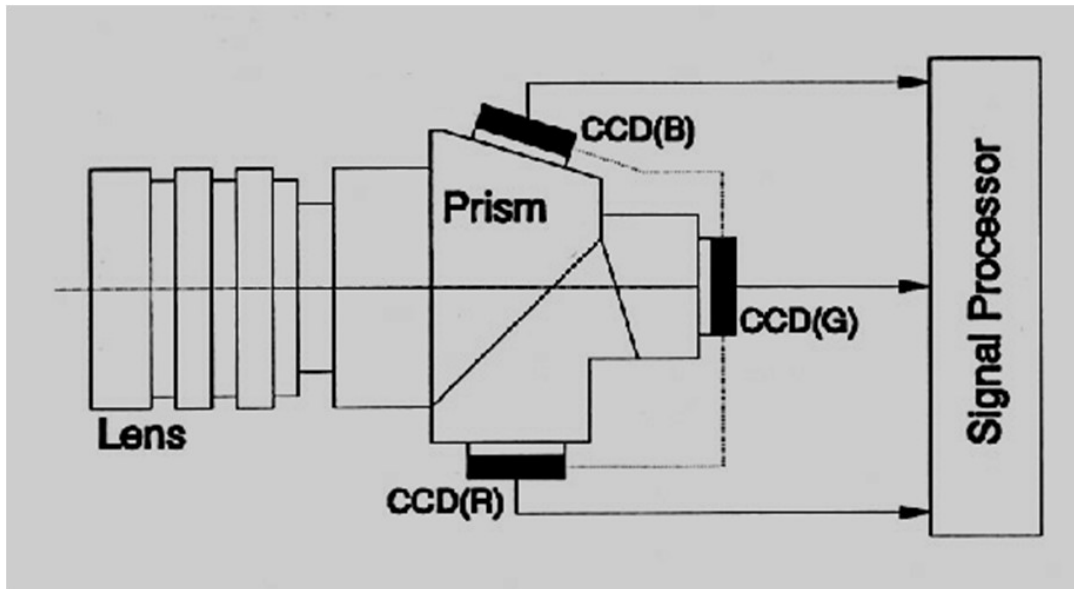 CCD(B)
Prism
CCD(G)
Lens
CCD(R)
Signal Processor